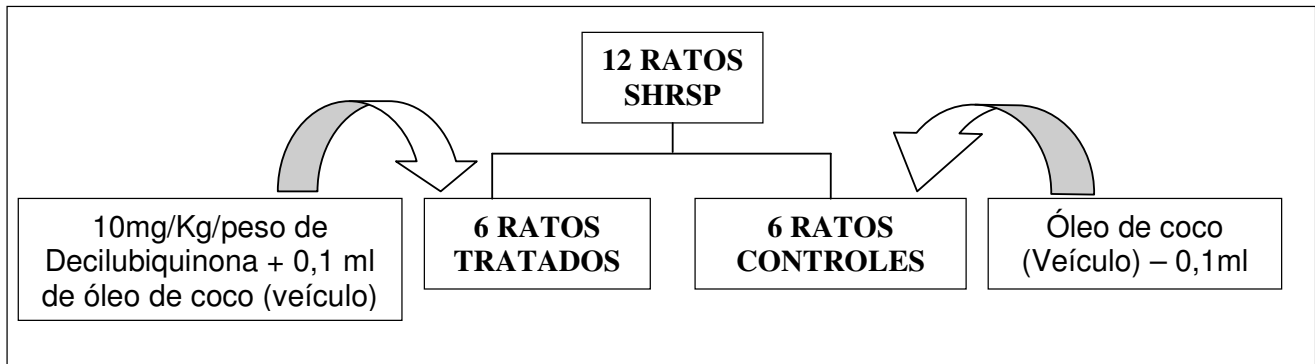 12 RATOS
SHRSP
10mg/Kg/peso de
Decilubiquinona + 0,1 ml
de óleo de coco (veículo)
6 RATOS
TRATADOS
6 RATOS
CONTROLES
Óleo de coco
(Veículo) – 0,1ml